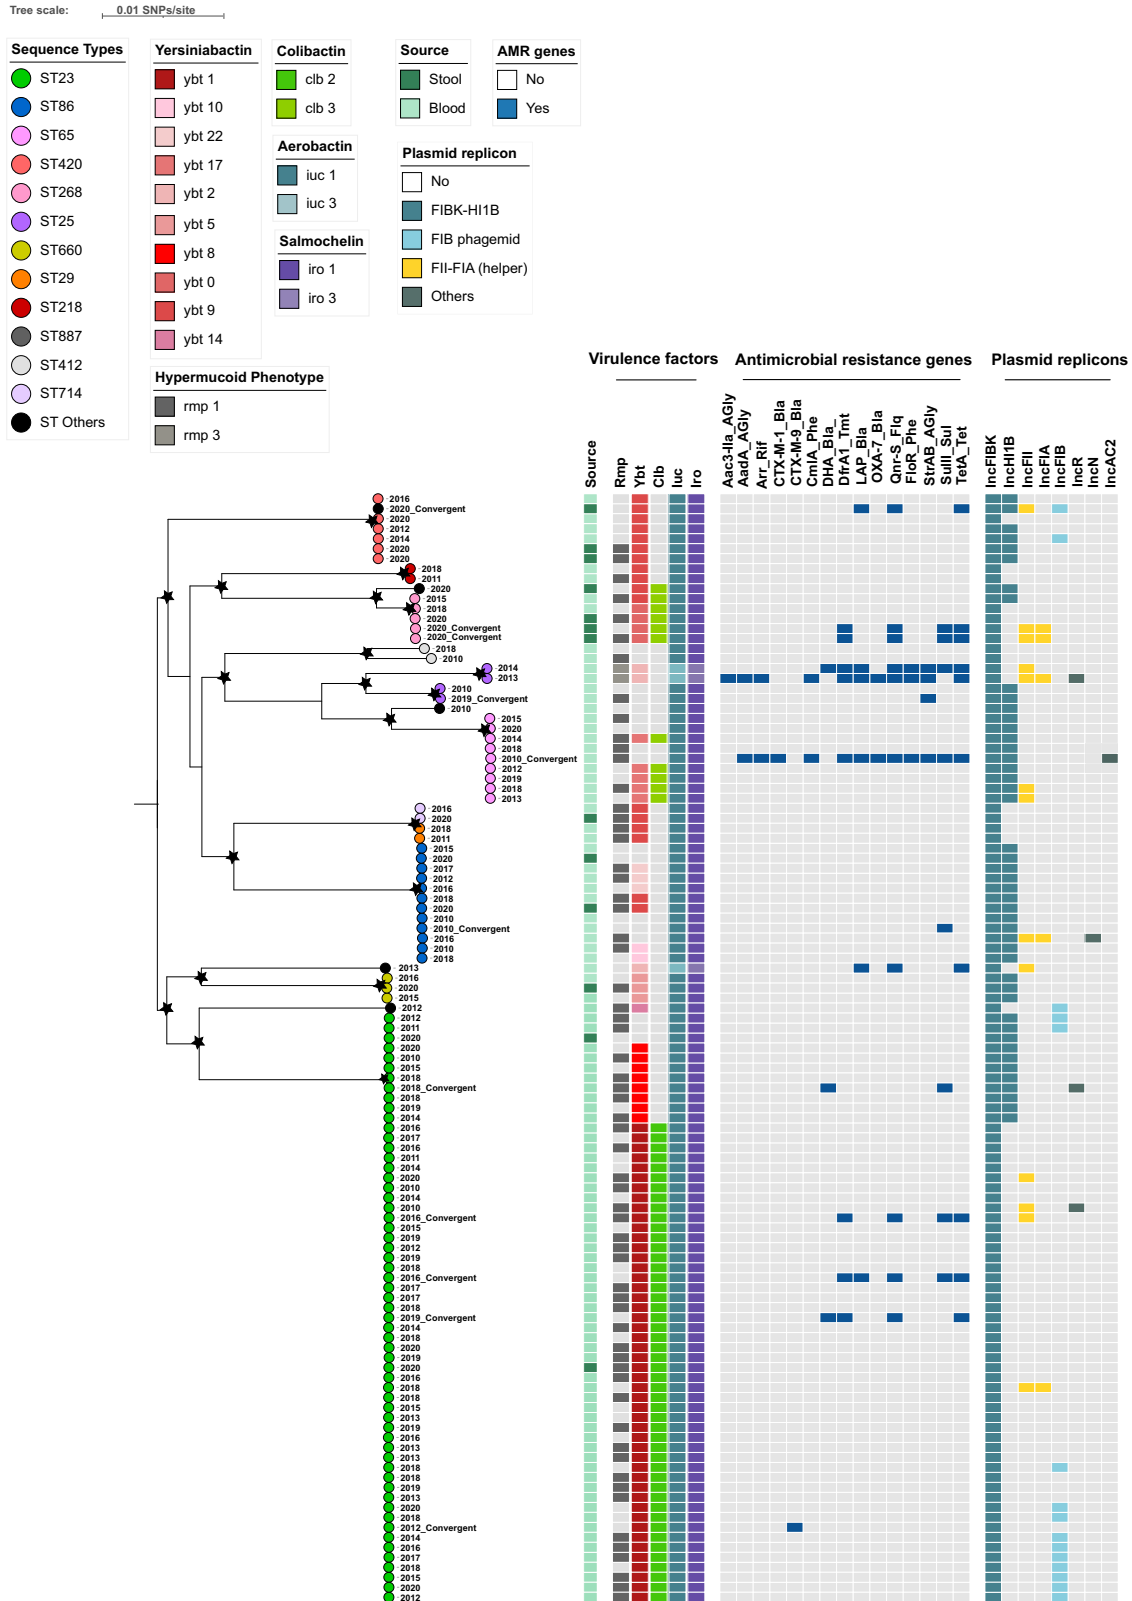 Tree scale:
0.01 SNPs/site
Sequence Types
ST23
ST86
ST65
ST420
ST268
ST25
ST660
ST29
ST218
ST887
ST412
ST714
ST Others
Yersiniabactin
ybt 1
ybt 10
ybt 22
ybt 17
ybt 2
ybt 5
ybt 8
ybt 0
ybt 9
ybt 14
Hypermucoid Phenotype
rmp 1
rmp 3
Colibactin
clb 2
clb 3
Aerobactin
iuc 1
iuc 3
Salmochelin
iro 1
iro 3
Source
Stool
Blood
AMR genes
No
Yes
Plasmid replicon
No
FIBK-HI1B
FIB phagemid
FII-FIA (helper)
Others
Virulence factors
Antimicrobial resistance genes
Plasmid replicons
Source
Rmp
Ybt
Clb
Iuc
Iro
Aac3-IIa_AGly
AadA_AGly
Arr_Rif
CTX-M-1_Bla
CTX-M-9_Bla
CmlA_Phe
DHA_Bla_
DfrA1_Tmt
LAP_Bla
OXA-7_Bla
Qnr-S_Flq
FloR_Phe
StrAB_AGly
SulII_Sul
TetA_Tet
IncFIBK
IncHI1B
IncFII
IncFIA
IncFIB
IncR
IncN
IncAC2
2016
2020_Convergent
2020
2012
2014
2020
2020
2018
2011
2020
2015
2018
2020
2020_Convergent
2020_Convergent
2018
2010
2014
2013
2010
2019_Convergent
2010
2015
2020
2014
2018
2010_Convergent
2012
2019
2018
2013
2016
2020
2018
2011
2015
2020
2017
2012
2016
2018
2020
2010
2010_Convergent
2016
2010
2018
2013
2016
2020
2015
2012
2012
2011
2020
2020
2010
2015
2018
2018_Convergent
2018
2019
2014
2016
2017
2016
2011
2014
2020
2010
2014
2010
2016_Convergent
2015
2019
2012
2019
2018
2016_Convergent
2017
2017
2018
2019_Convergent
2014
2018
2020
2019
2020
2016
2018
2018
2015
2013
2019
2016
2013
2013
2018
2018
2019
2013
2020
2018
2012_Convergent
2014
2016
2017
2018
2015
2020
2012